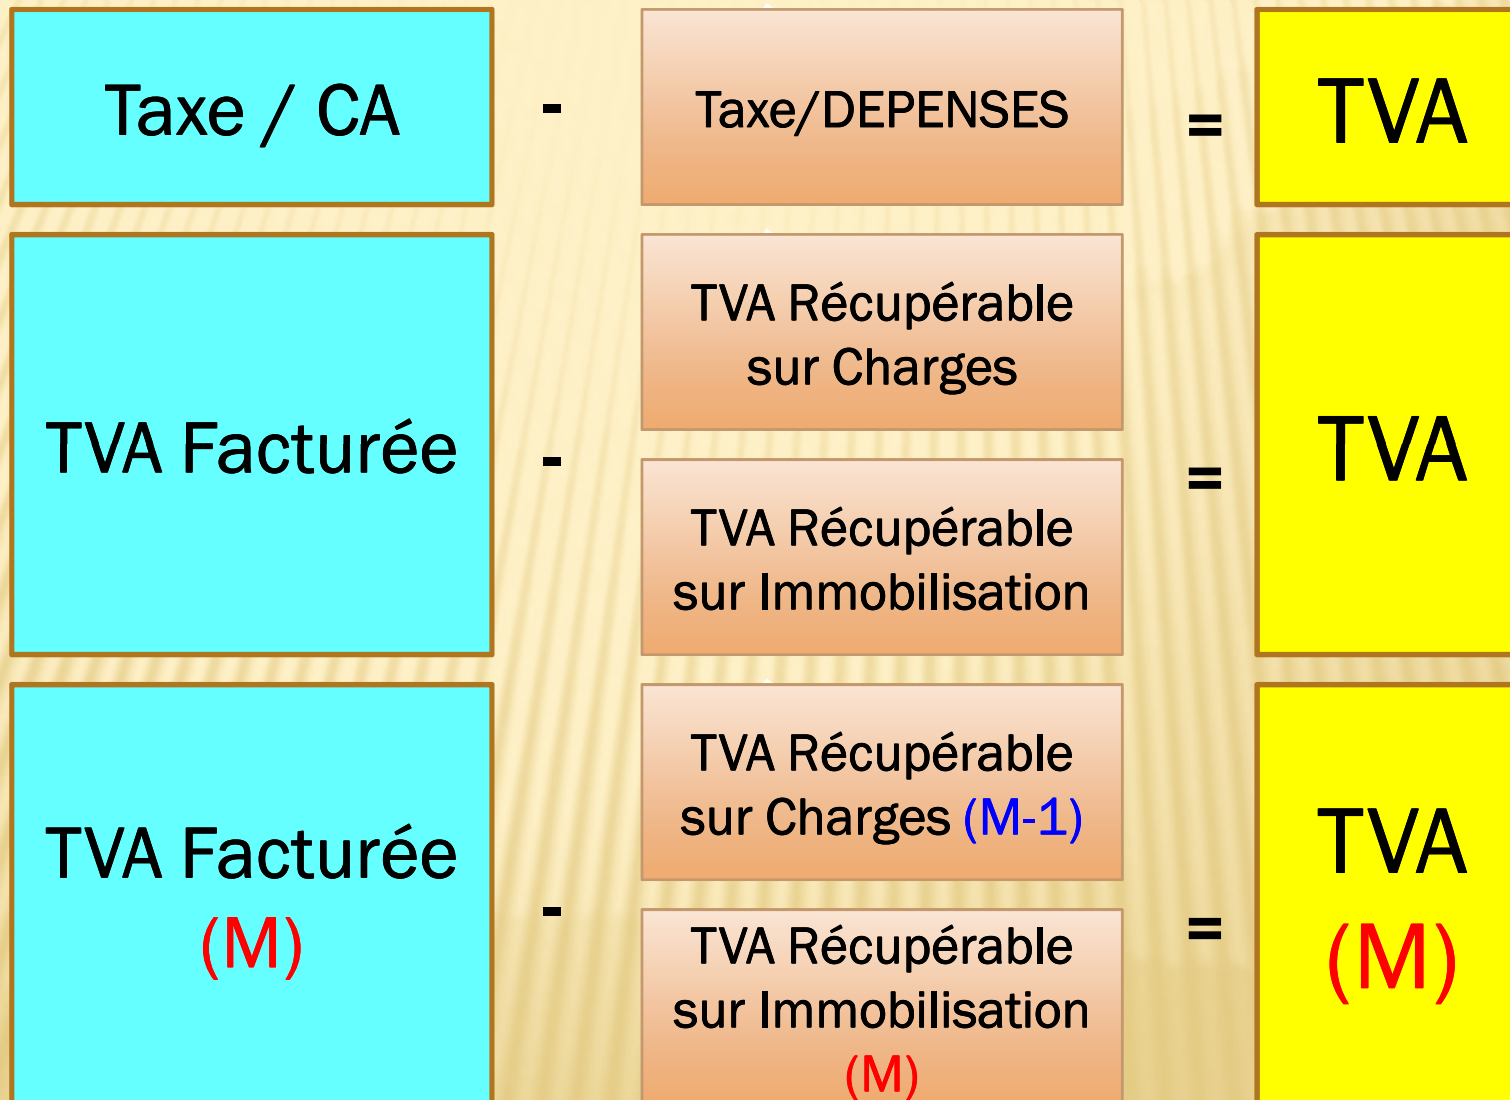 Taxe / CA
-
Taxe/DEPENSES
=
TVA
TVA Facturée
-
TVA Récupérable
sur Charges
TVA Récupérable
sur Immobilisation
=
TVA
TVA Facturée
(M)
-
TVA Récupérable
sur Charges (M-1)
TVA Récupérable
sur Immobilisation
(M)
=
TVA
(M)